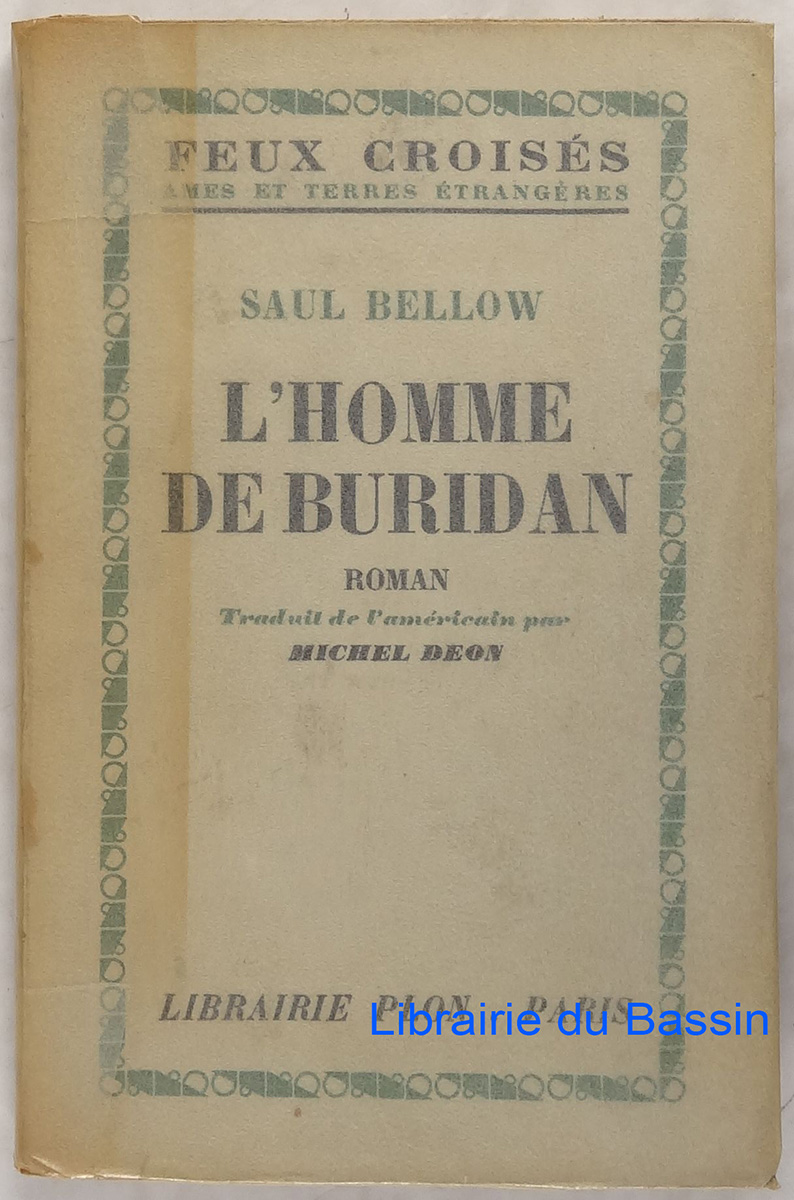 FEUX CROISÉS
AMES ET TERRES ÉTRANGÈRES
SAUL BELLOW
L'HOMME
DE BURIDAN
ROMAN
Traduit de l'américain par
MICHEL DEON
LIBRAIRIE PLON PARIS
Librairie du Bassin